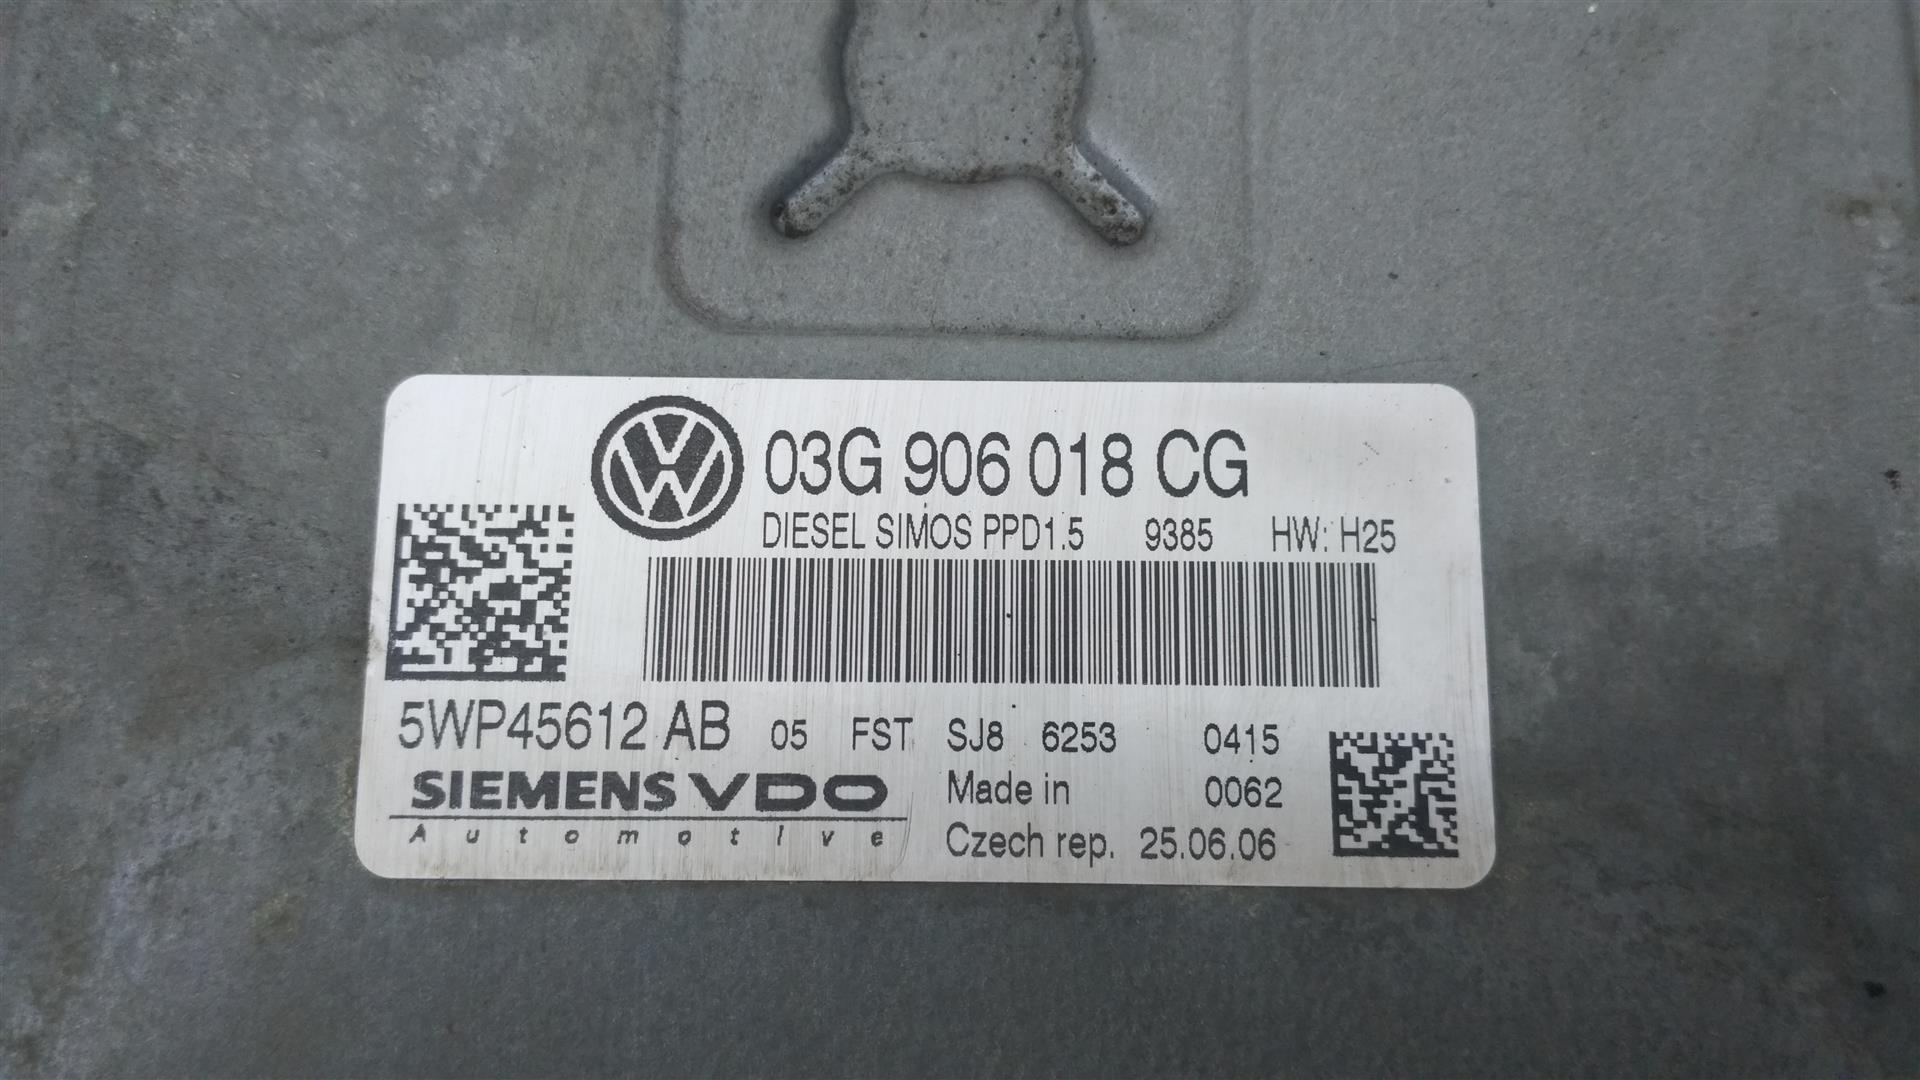 03G 906 018 CG
DIESEL SIMOS PPD1.5 9385 HW: H25
5WP45612 AB 05 FST SJ8 6253 0415
SIEMENS VDO Made in 0062
Automotive Czech rep. 25.06.06